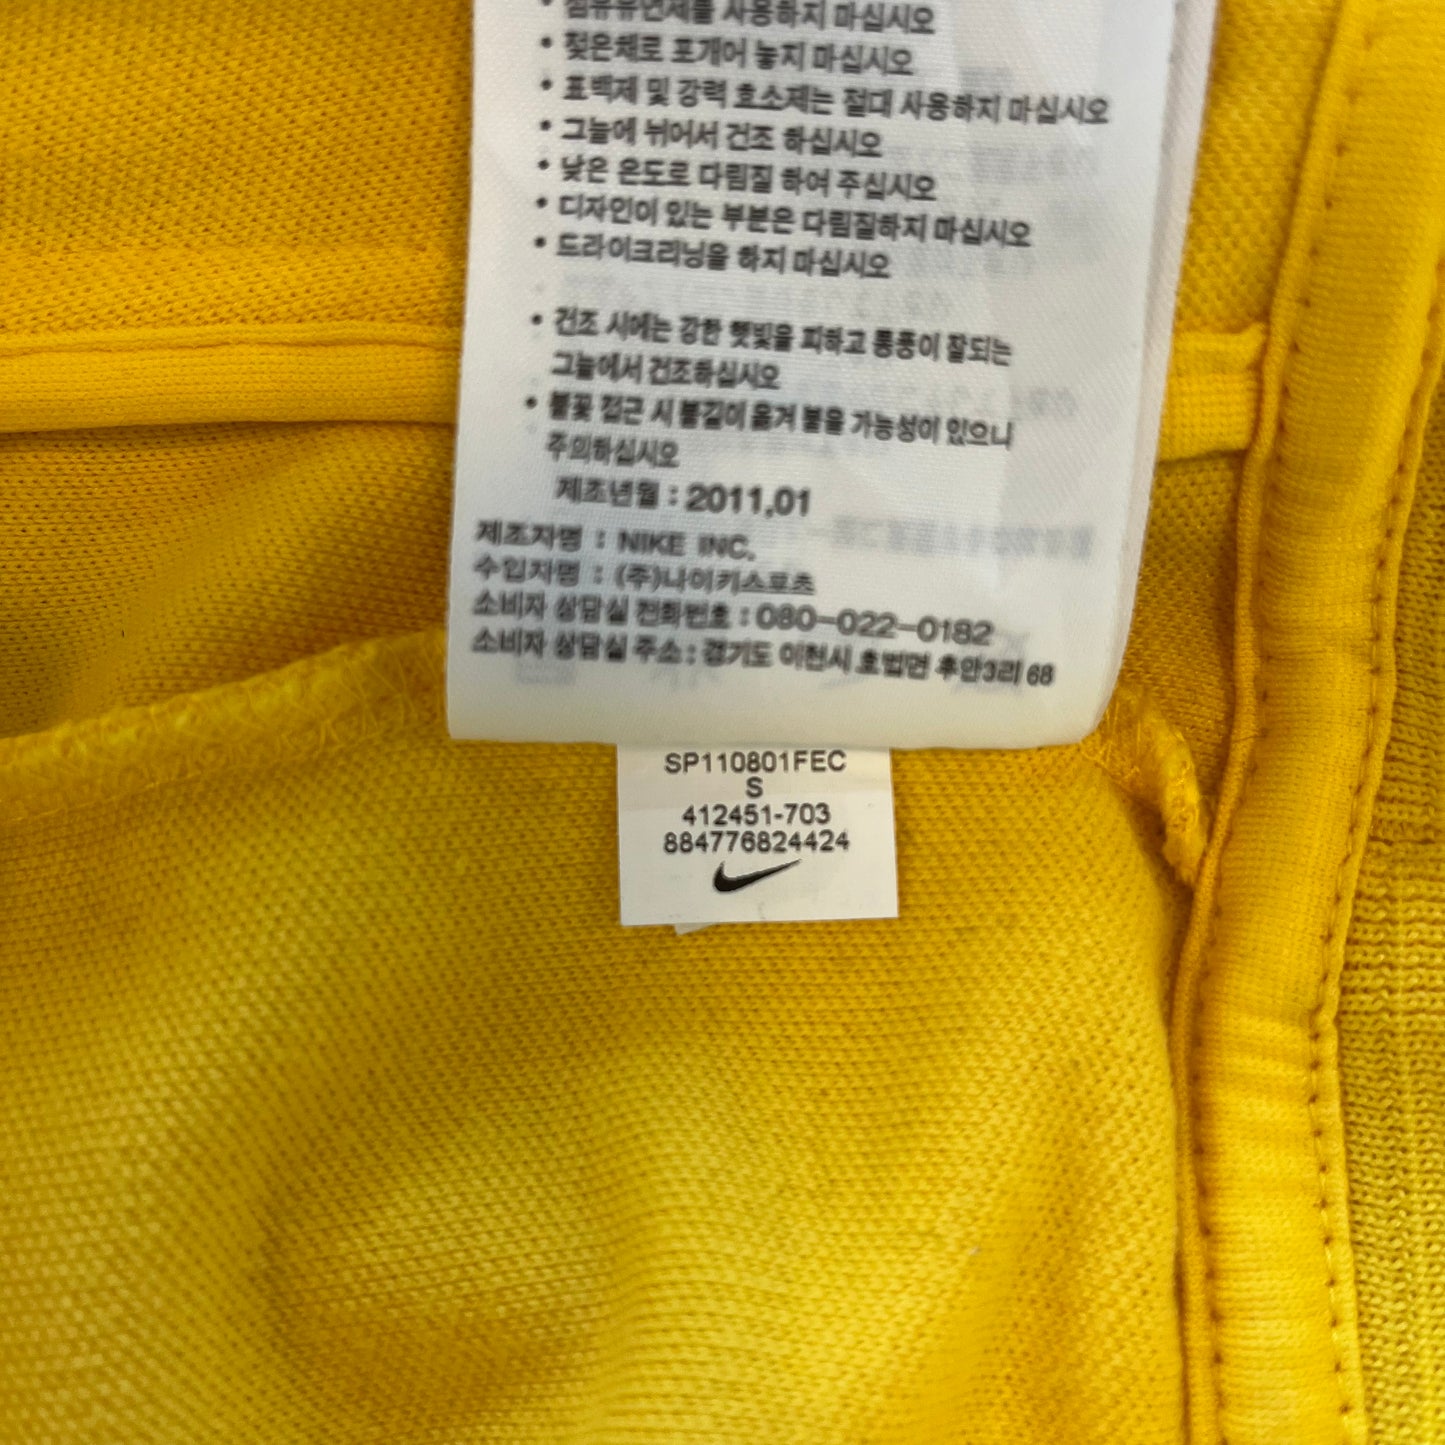 • 섬유유연제를 사용하지 마십시오
• 젖은채로 포개어 놓지 마십시오
• 표백제 및 강력 효소제는 절대 사용하지 마십시오
• 그늘에 뉘어서 건조 하십시오
• 낮은 온도로 다림질 하여 주십시오
• 디자인이 있는 부분은 다림질하지 마십시오
• 드라이크리닝을 하지 마십시오
• 건조 시에는 강한 햇빛을 피하고 통풍이 잘되는
그늘에서 건조하십시오
• 불꽃 접근 시 불길이 옮겨 붙을 가능성이 있으니
주의하십시오
제조년월 : 2011.01
제조자명 : NIKE INC.
수입자명 : (주)나이키스포츠
소비자 상담실 전화번호 : 080-022-0182
소비자 상담실 주소 : 경기도 이천시 호법면 후안3리 68
SP110801FEC
S
412451-703
884776824424